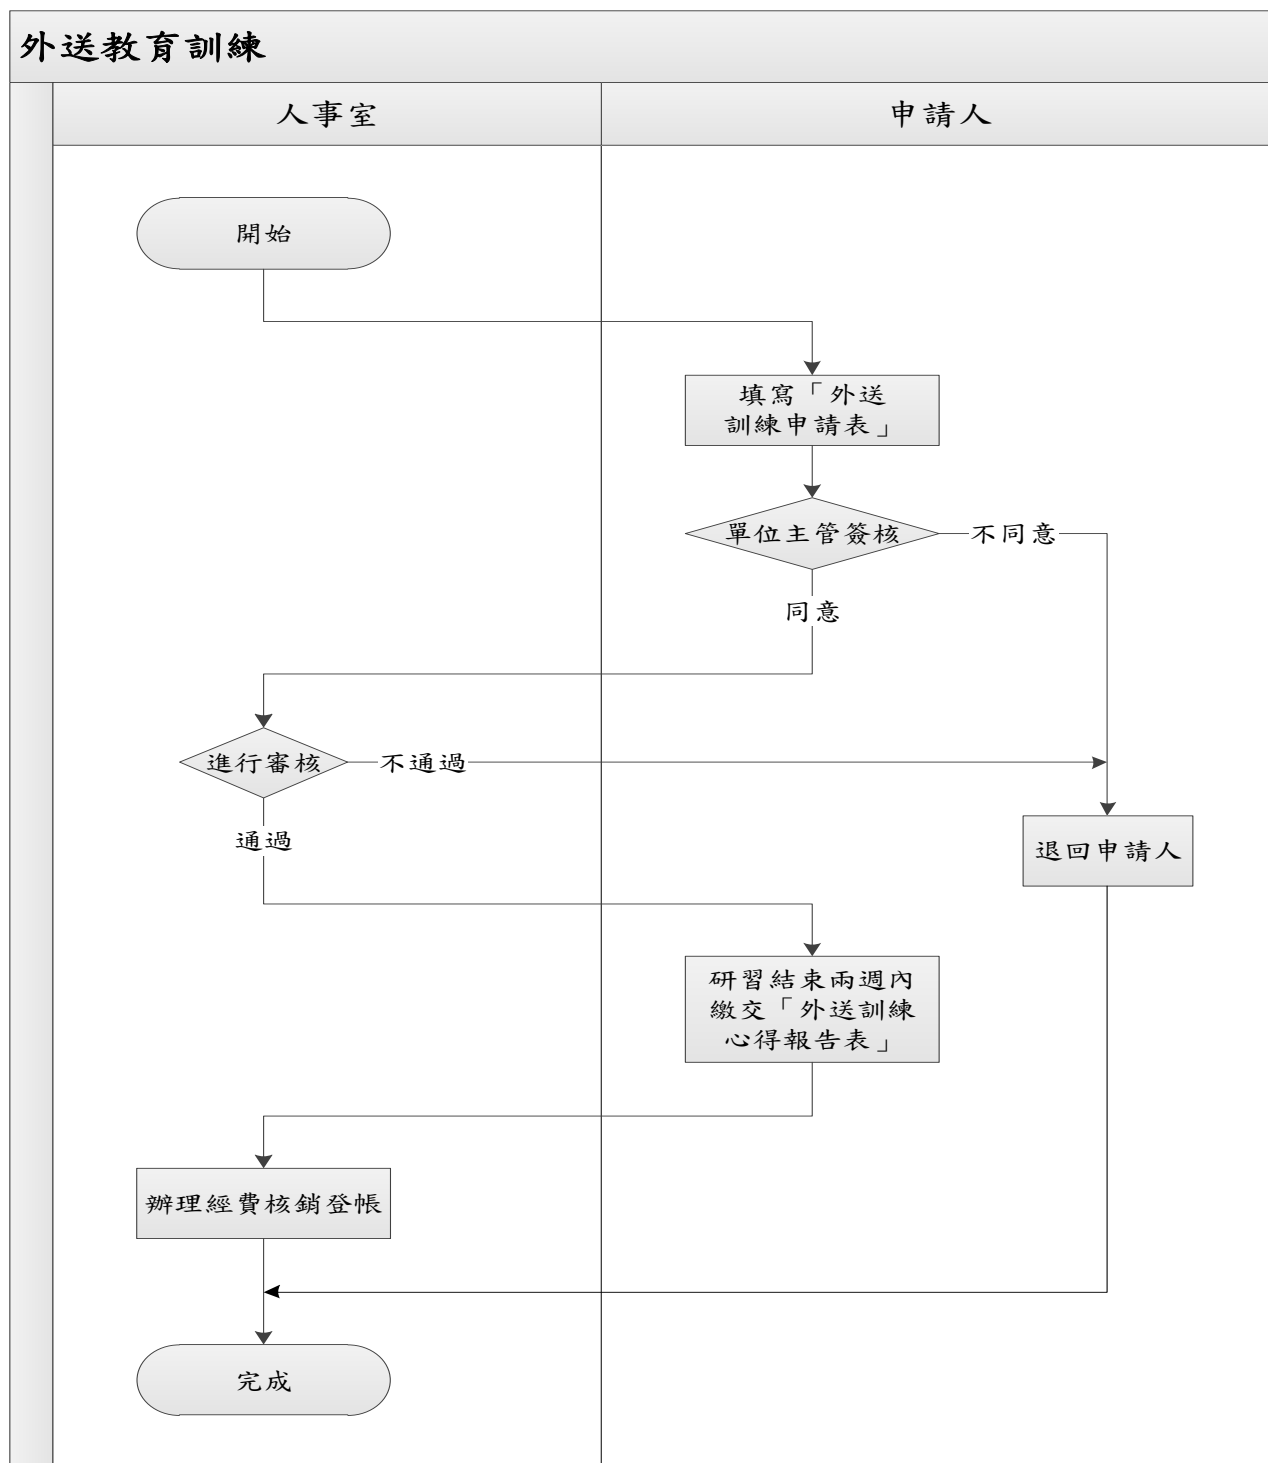 外送教育訓練
人事室
申請人
開始
填寫「外送
訓練申請表」
單位主管簽核
不同意
同意
進行審核
不通過
通過
退回申請人
研習結束兩週內
繳交「外送訓練
心得報告表」
辦理經費核銷登帳
完成